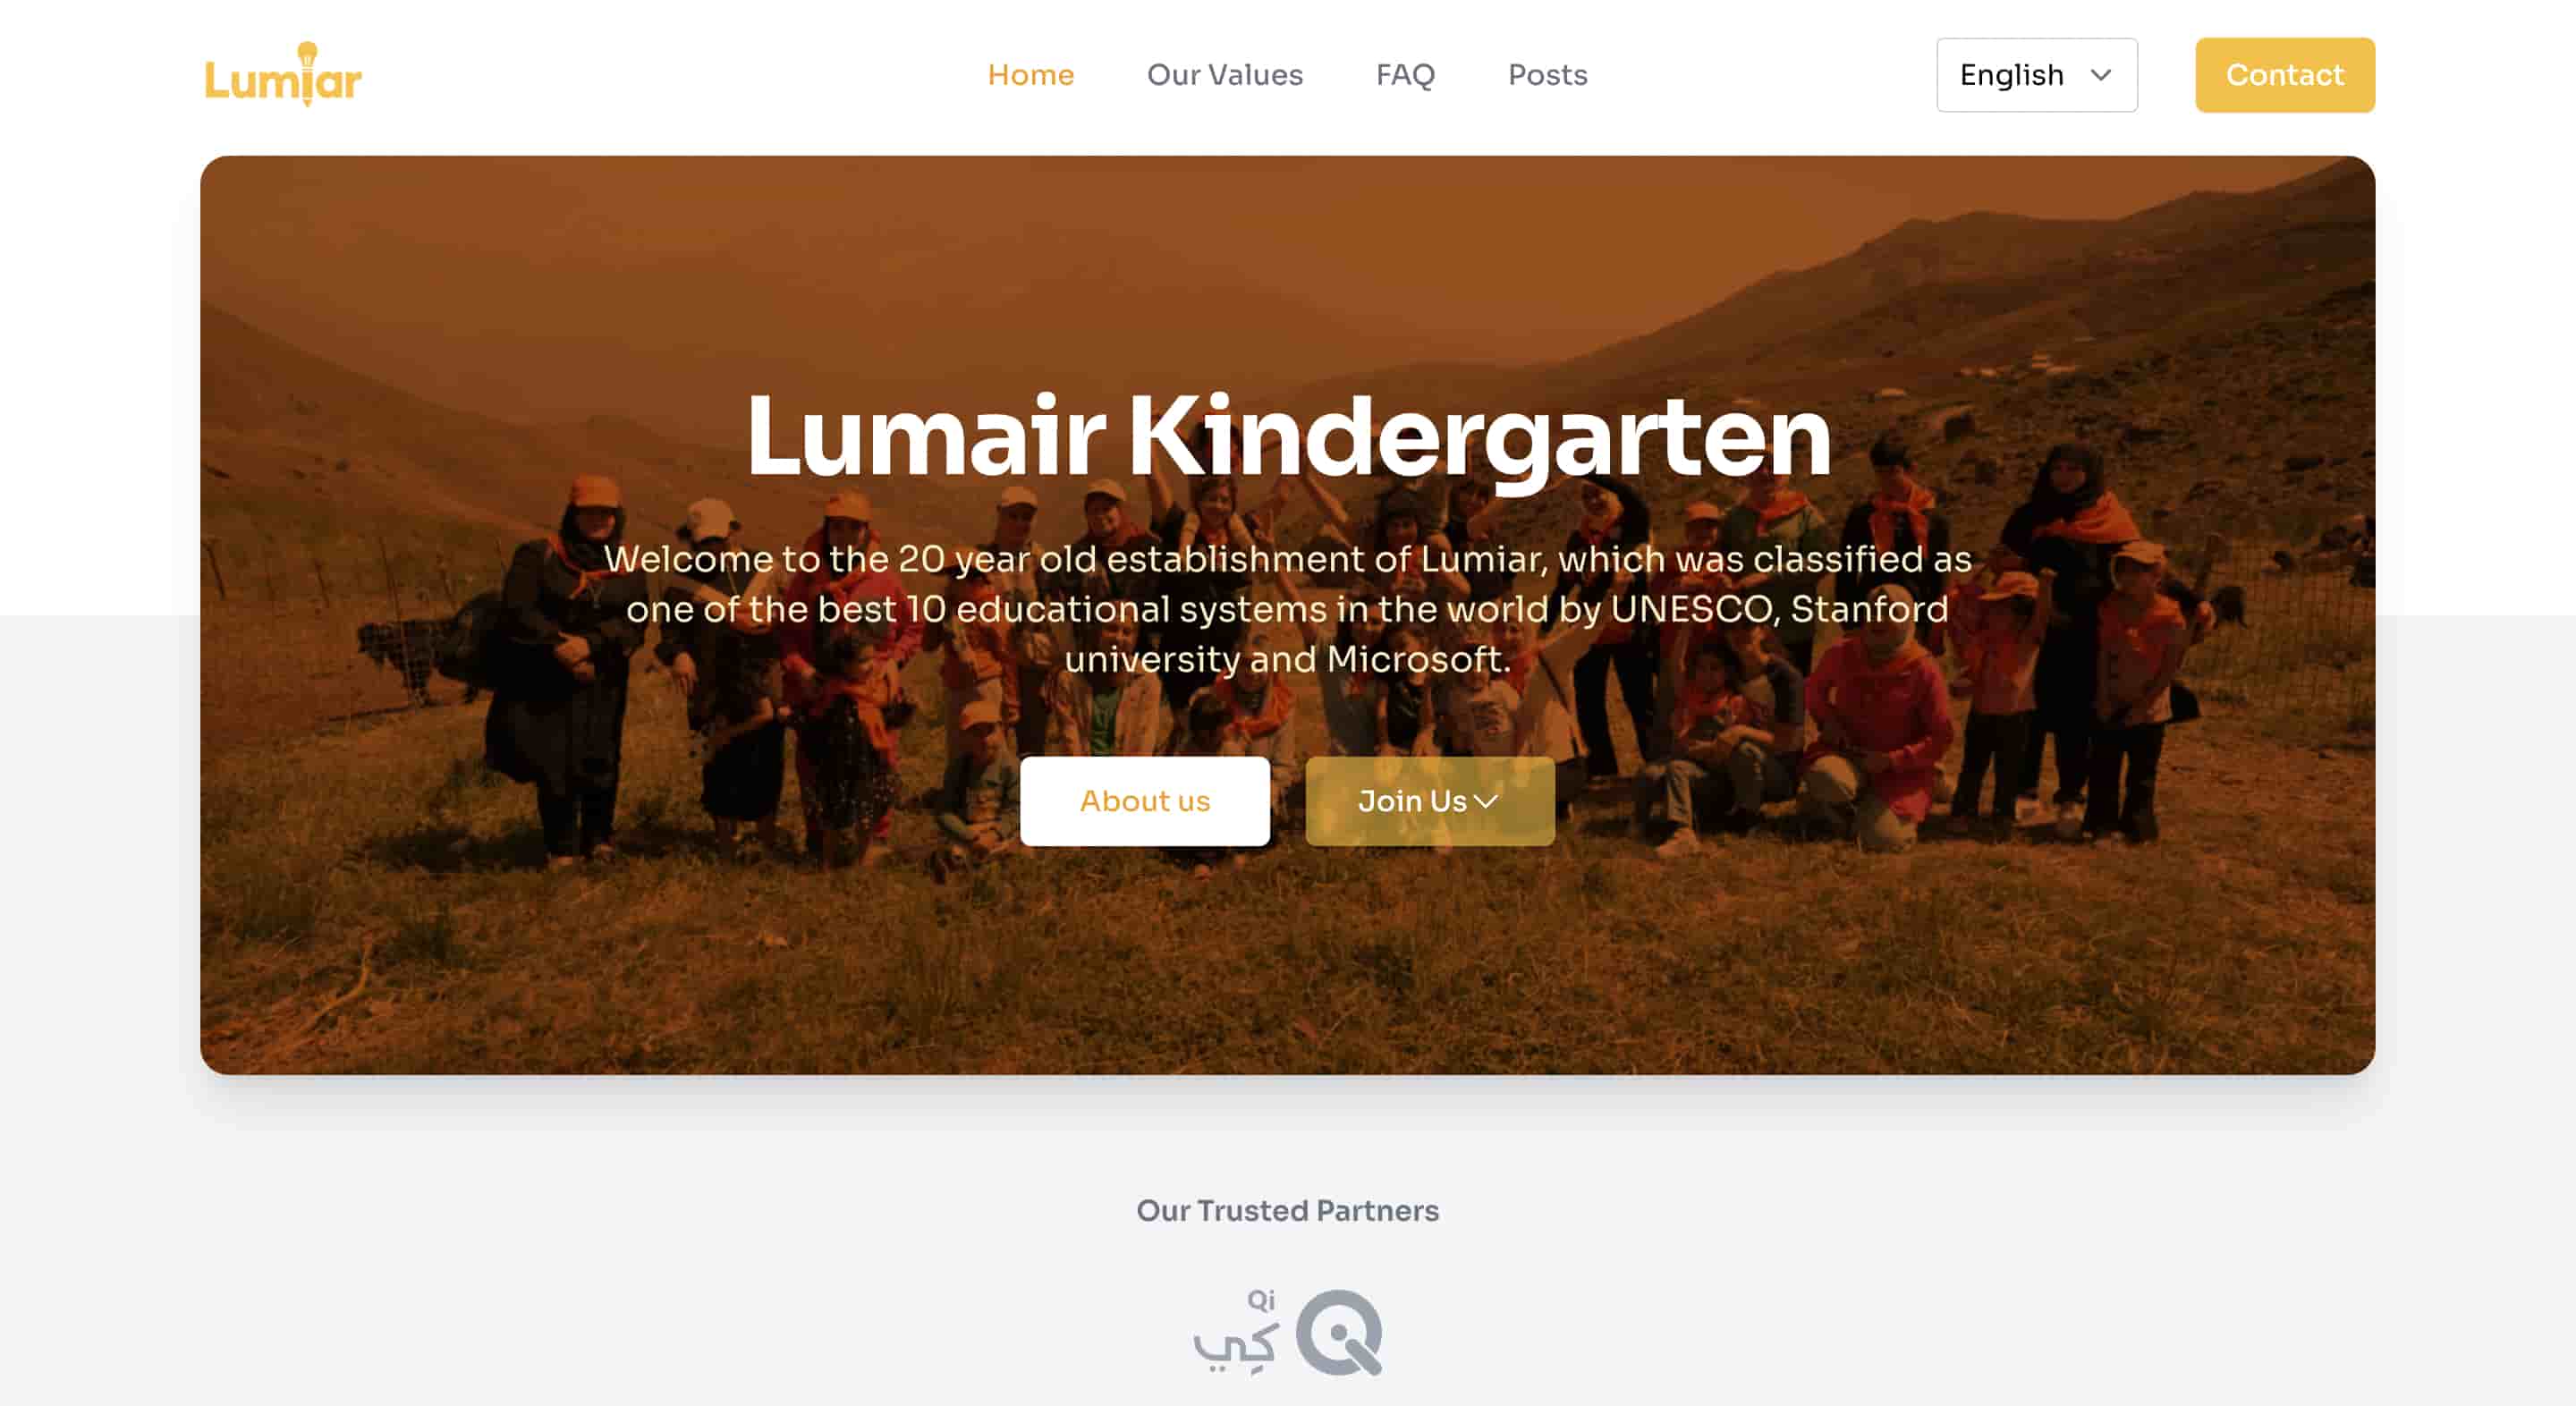 Lumiar
Home
Our Values
FAQ
Posts
English
Contact
Lumair Kindergarten
Welcome to the 20 year old establishment of Lumiar, which was classified as
one of the best 10 educational systems in the world by UNESCO, Stanford
university and Microsoft.
About us
Join Us
Our Trusted Partners
Qi
كِي